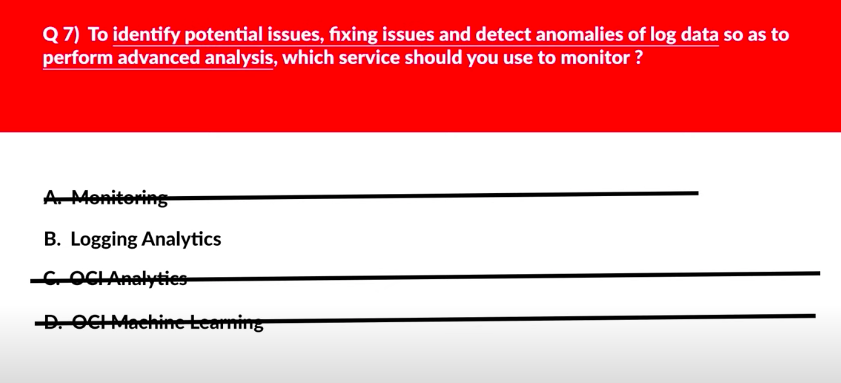 Q 7) To identify potential issues, fixing issues and detect anomalies of log data so as to
perform advanced analysis, which service should you use to monitor ?
A. Monitoring
B. Logging Analytics
C. OCI Analytics
D. OCI Machine Learning